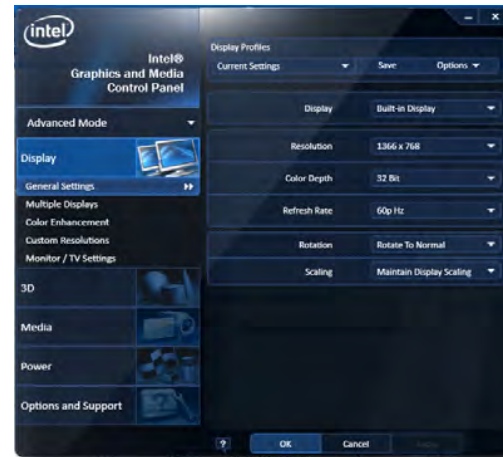 intel
Intel®
Graphics and Media
Control Panel
Advanced Mode
Display
General Settings
Multiple Displays
Color Enhancement
Custom Resolutions
Monitor / TV Settings
3D
Media
Power
Options and Support
Display Profiles
Current Settings Save Options
Display Built-in Display
Resolution 1366 x 768
Color Depth 32 Bit
Refresh Rate 60p Hz
Rotation Rotate To Normal
Scaling Maintain Display Scaling
? OK Cancel